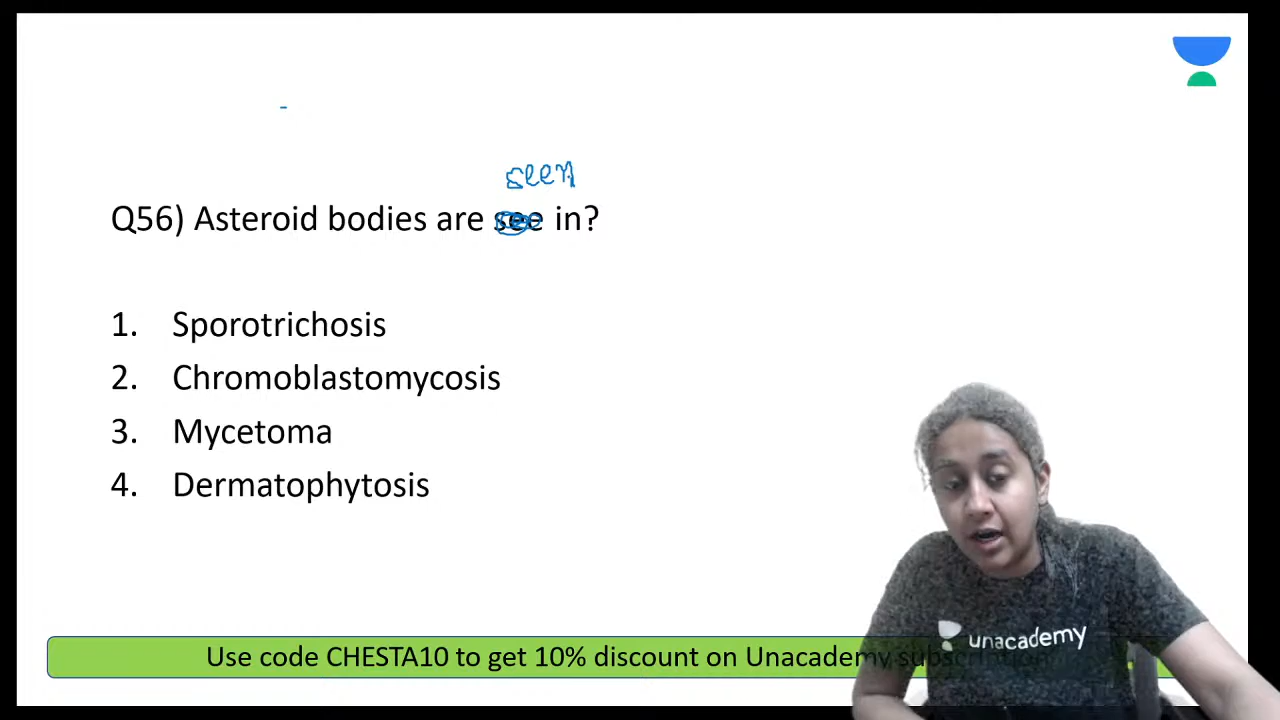 seen
Q56) Asteroid bodies are see in?
1. Sporotrichosis
2. Chromoblastomycosis
3. Mycetoma
4. Dermatophytosis
unacademy
Use code CHESTA10 to get 10% discount on Unacademy subscription